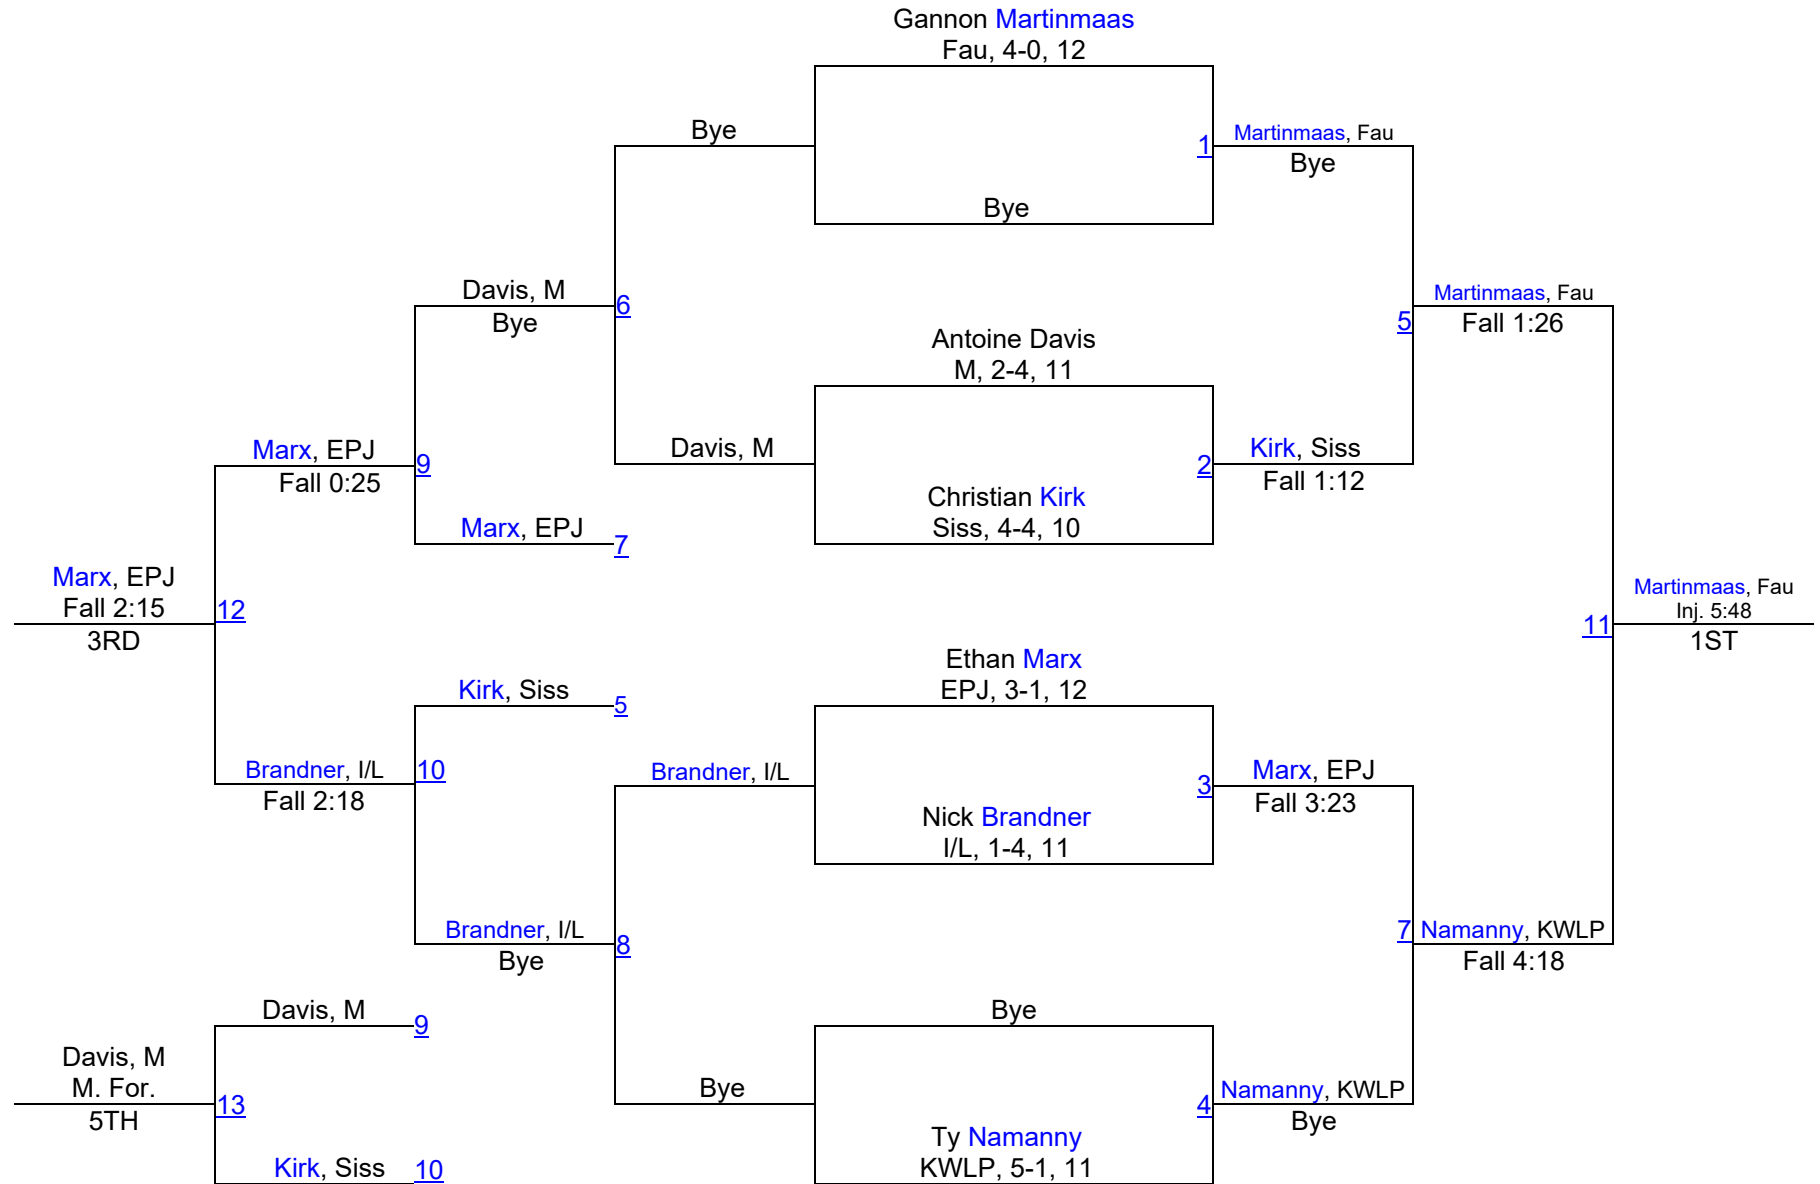 Gannon Martinmaas
Fau, 4-0, 12
Bye
1
Martinmaas, Fau
Bye
Bye
Davis, M
Bye
6
Martinmaas, Fau
5
Fall 1:26
Antoine Davis
M, 2-4, 11
Marx, EPJ
Fall 0:25
9
Davis, M
2
Kirk, Siss
Fall 1:12
Christian Kirk
Siss, 4-4, 10
Marx, EPJ
7
Marx, EPJ
Fall 2:15
3RD
12
Martinmaas, Fau
Inj. 5:48
1ST
11
Ethan Marx
EPJ, 3-1, 12
Kirk, Siss
5
Brandner, I/L
Fall 2:18
10
Brandner, I/L
3
Marx, EPJ
Fall 3:23
Nick Brandner
I/L, 1-4, 11
Brandner, I/L
Bye
8
7
Namanny, KWLP
Fall 4:18
Davis, M
9
Bye
Davis, M
M. For.
5TH
13
Bye
4
Namanny, KWLP
Bye
Ty Namanny
KWLP, 5-1, 11
Kirk, Siss
10